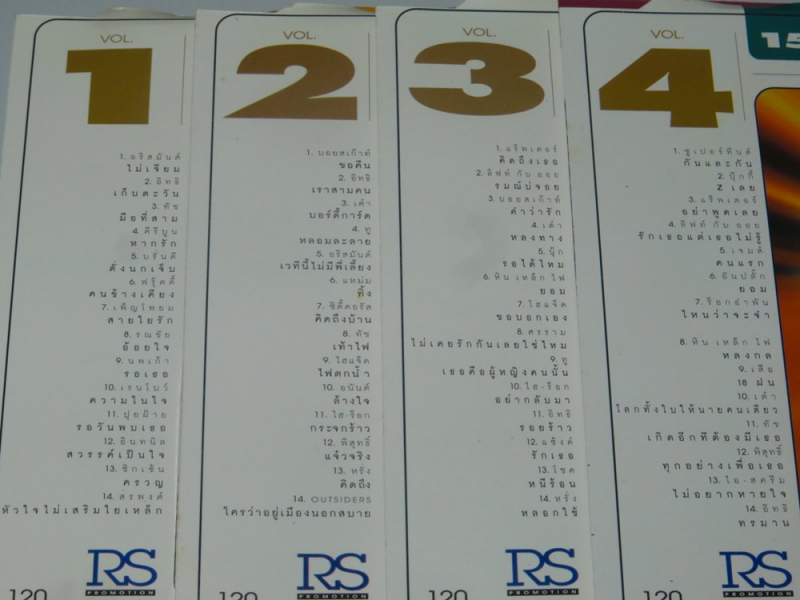 VOL.
1
1. อริสมันต์
ไม่เจียม
2. อิทธิ
เก็บตะวัน
3. ทัช
มือที่สาม
4. คีรีบูน
หากรัก
5. บรั่นดี
ดั่งนกเจ็บ
6. ฟรุ๊ตตี้
คนข้างเคียง
7. เพ็ญโพยม
สายใยรัก
8. รณชัย
อ้อยใจ
9. นพเก้า
รอเธอ
10. เรนโบว์
ความในใจ
11. ปุยฝ้าย
รอวันพบเธอ
12. อินทนิล
สวรรค์เป็นใจ
13. ซิกเซ้น
ครวญ
14. สรพงศ์
หัวใจไม่เสริมใยเหล็ก
RS
PROMOTION
120
VOL.
2
1. บอยสเก๊าท์
ขอคืน
2. อิทธิ
เราสามคน
3. เต๋า
บอร์ดี้การ์ด
4. ทู
หลอมละลาย
5. อริสมันต์
เวทีนี้ไม่มีพี่เลี้ยง
6. แหม่ม
ทิ้ง
7. ซิตี้คอรัส
คิดถึงบ้าน
8. ทัช
เท้าไฟ
9. ไฮแจ็ค
ไฟตกน้ำ
10. อนันต์
ล้างใจ
11. ไฮ-ร็อก
กระจกร้าว
12. พิสุทธิ์
แจ๋วจริง
13. หรั่ง
คิดถึง
14. OUTSIDERS
ใครว่าอยู่เมืองนอกสบาย
RS
PROMOTION
120
VOL.
3
1. แร็พเตอร์
คิดถึงเธอ
2. ลิฟท์ กับ ออย
รมณ์บ่จอย
3. บอยสเก๊าท์
คำว่ารัก
4. เต๋า
หลงทาง
5. บุ๊ก
รอได้ไหม
6. หิน เหล็ก ไฟ
ยอม
7. ไฮแจ็ค
ขอบอกเอง
8. ศรราม
ไม่เคยรักกันเลยใช่ไหม
9. ทู
เธอคือผู้หญิงคนนั้น
10. ไฮ-ร็อก
อย่ากลับมา
11. อิทธิ
รอยร้าว
12. แช้งค์
รักเธอ
13. โชค
หนีร้อน
14. หรั่ง
หลอกใช้
RS
PROMOTION
120
VOL.
4
1. ซูเปอร์ทีนส์
กันและกัน
2. บุ๊กกี้
Z เลย
3. แร็พเตอร์
อย่าพูดเลย
4. ลิฟท์ กับ ออย
รักเธอแต่เธอไม่รู้
5. เจมส์
คนแรก
6. อันปลั๊ก
ยอม
7. ร็อกอำพัน
ไหนว่าจะจำ
8. หิน เหล็ก ไฟ
หลงกล
9. เสือ
18 ฝน
10. เต๋า
โลกทั้งใบให้นายคนเดียว
11. ทัช
เกิดอีกทีต้องมีเธอ
12. พิสุทธิ์
ทุกอย่างเพื่อเธอ
13. ไอ-สครีม
ไม่อยากหายใจ
14. อิทธิ
ทรมาน
RS
PROMOTION
120
15